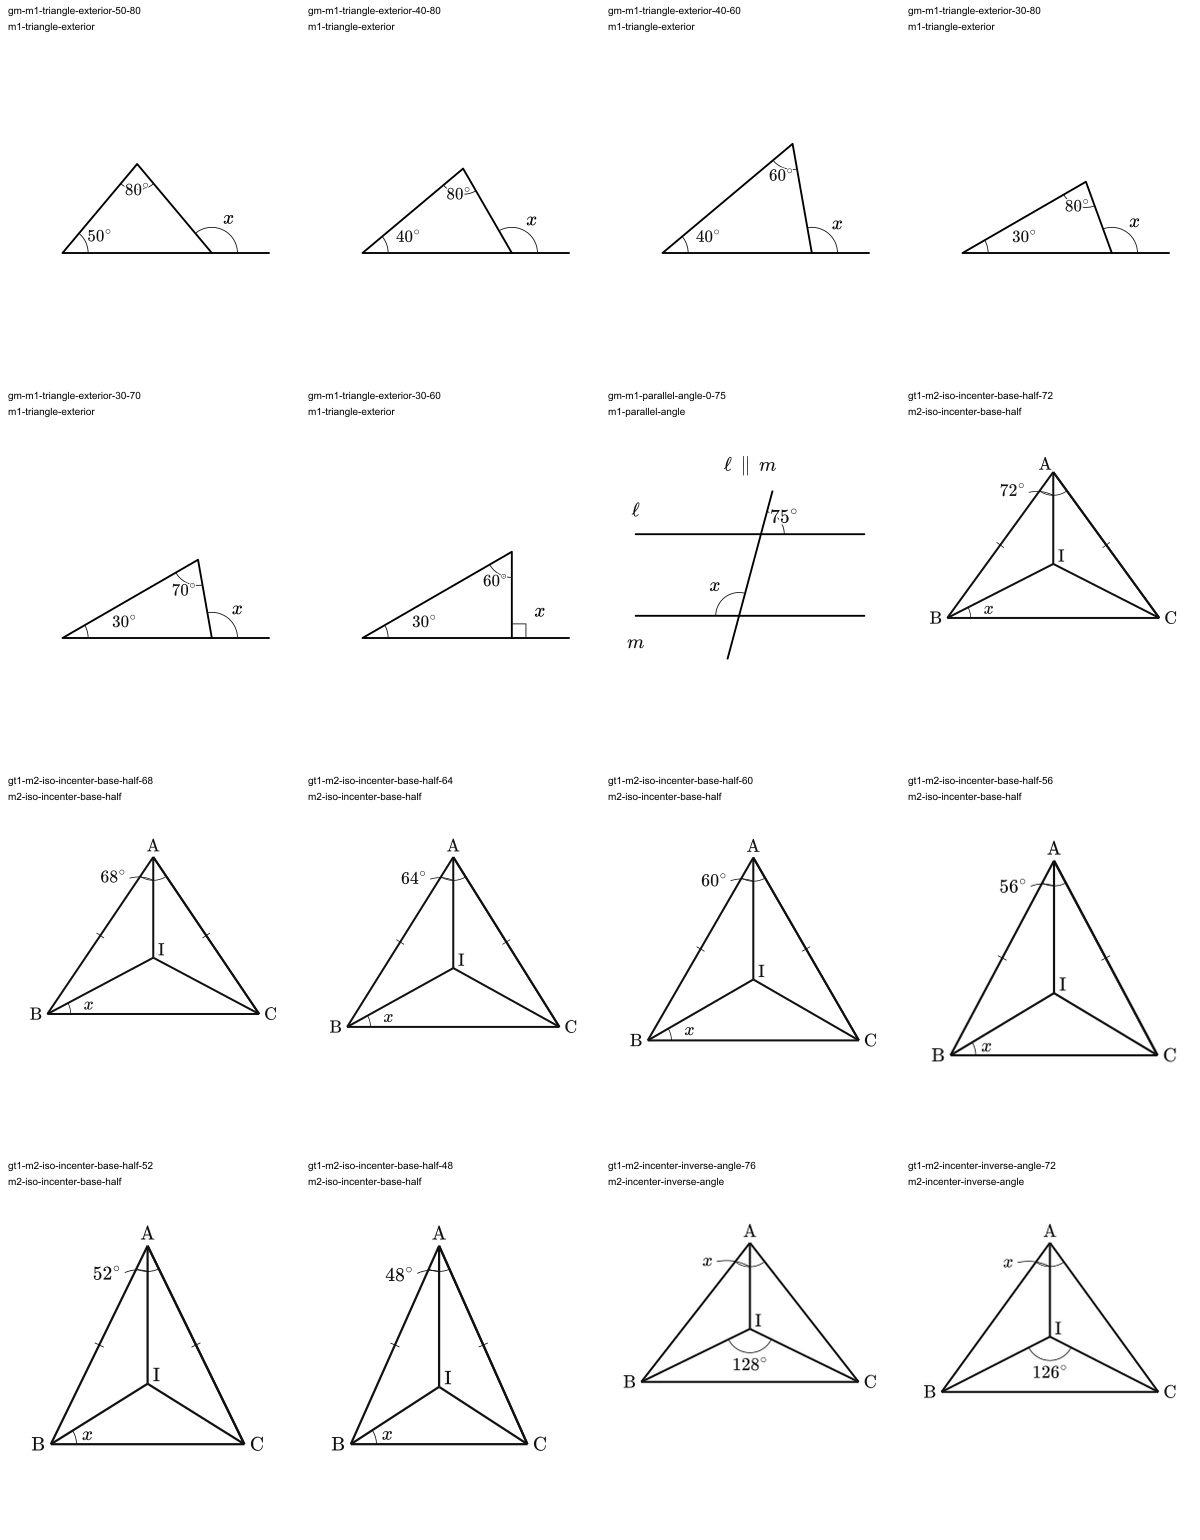 gm-m1-triangle-exterior-50-80
m1-triangle-exterior
80°
50°
x
gm-m1-triangle-exterior-40-80
m1-triangle-exterior
80°
40°
x
gm-m1-triangle-exterior-40-60
m1-triangle-exterior
60°
40°
x
gm-m1-triangle-exterior-30-80
m1-triangle-exterior
80°
30°
x
gm-m1-triangle-exterior-30-70
m1-triangle-exterior
70°
30°
x
gm-m1-triangle-exterior-30-60
m1-triangle-exterior
60°
30°
x
gm-m1-parallel-angle-0-75
m1-parallel-angle
ℓ ∥ m
ℓ
75°
x
m
gt1-m2-iso-incenter-base-half-72
m2-iso-incenter-base-half
A
72°
I
B x C
gt1-m2-iso-incenter-base-half-68
m2-iso-incenter-base-half
A
68°
I
B x C
gt1-m2-iso-incenter-base-half-64
m2-iso-incenter-base-half
A
64°
I
B x C
gt1-m2-iso-incenter-base-half-60
m2-iso-incenter-base-half
A
60°
I
B x C
gt1-m2-iso-incenter-base-half-56
m2-iso-incenter-base-half
A
56°
I
B x C
gt1-m2-iso-incenter-base-half-52
m2-iso-incenter-base-half
A
52°
I
B x C
gt1-m2-iso-incenter-base-half-48
m2-iso-incenter-base-half
A
48°
I
B x C
gt1-m2-incenter-inverse-angle-76
m2-incenter-inverse-angle
A
x
I
128°
B C
gt1-m2-incenter-inverse-angle-72
m2-incenter-inverse-angle
A
x
I
126°
B C